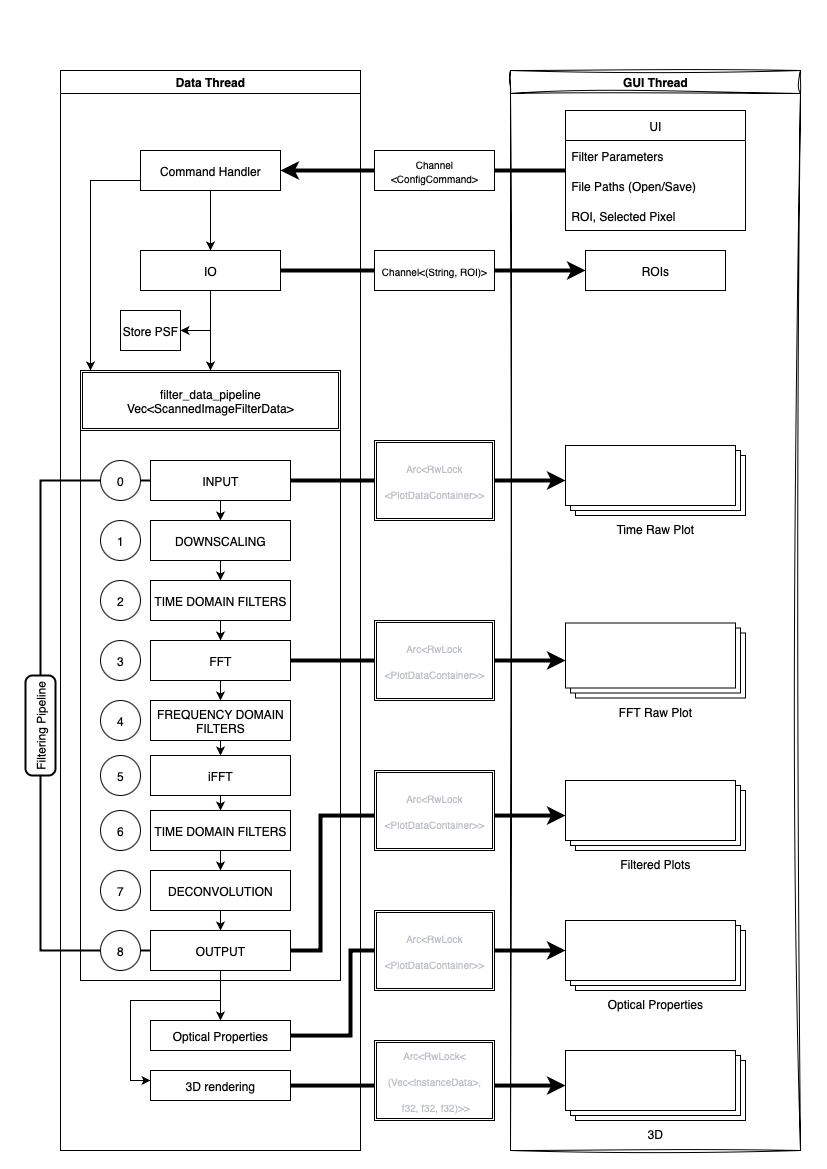 Data Thread
GUI Thread
UI
Filter Parameters
File Paths (Open/Save)
ROI, Selected Pixel
Command Handler
Channel
<ConfigCommand>
IO
Channel<(String, ROI)>
ROIs
Store PSF
filter_data_pipeline
Vec<ScannedImageFilterData>
0
INPUT
Arc<RwLock
<PlotDataContainer>>
Time Raw Plot
1
DOWNSCALING
2
TIME DOMAIN FILTERS
3
FFT
Arc<RwLock
<PlotDataContainer>>
FFT Raw Plot
Filtering Pipeline
4
FREQUENCY DOMAIN
FILTERS
5
iFFT
Arc<RwLock
<PlotDataContainer>>
Filtered Plots
6
TIME DOMAIN FILTERS
7
DECONVOLUTION
8
OUTPUT
Arc<RwLock
<PlotDataContainer>>
Optical Properties
Optical Properties
3D rendering
Arc<RwLock<
(Vec<InstanceData>,
f32, f32, f32)>>
3D